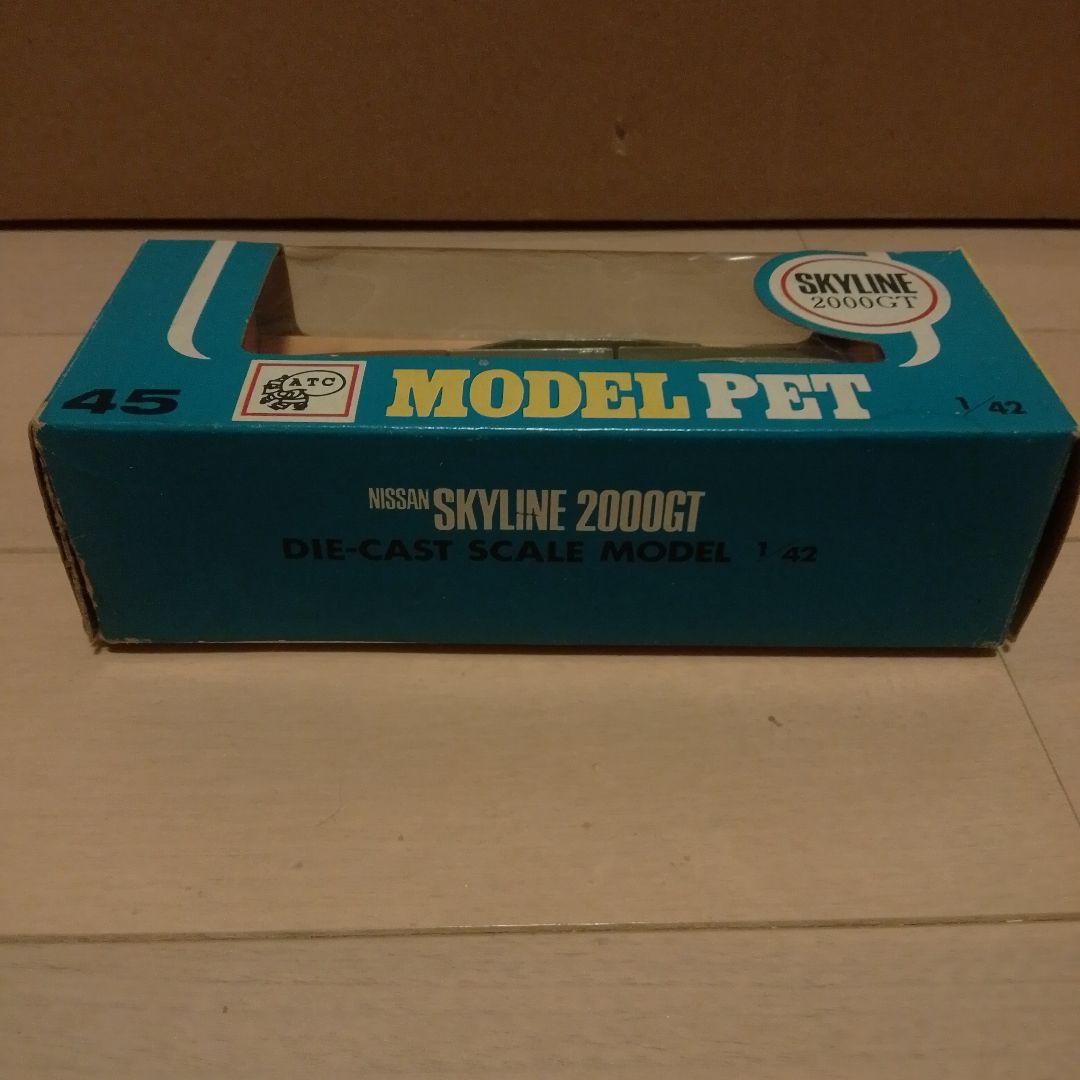 SKYLINE
2000GT
45
ATC
MODEL PET
1/42
NISSAN SKYLINE 2000GT
DIE-CAST SCALE MODEL 1/42